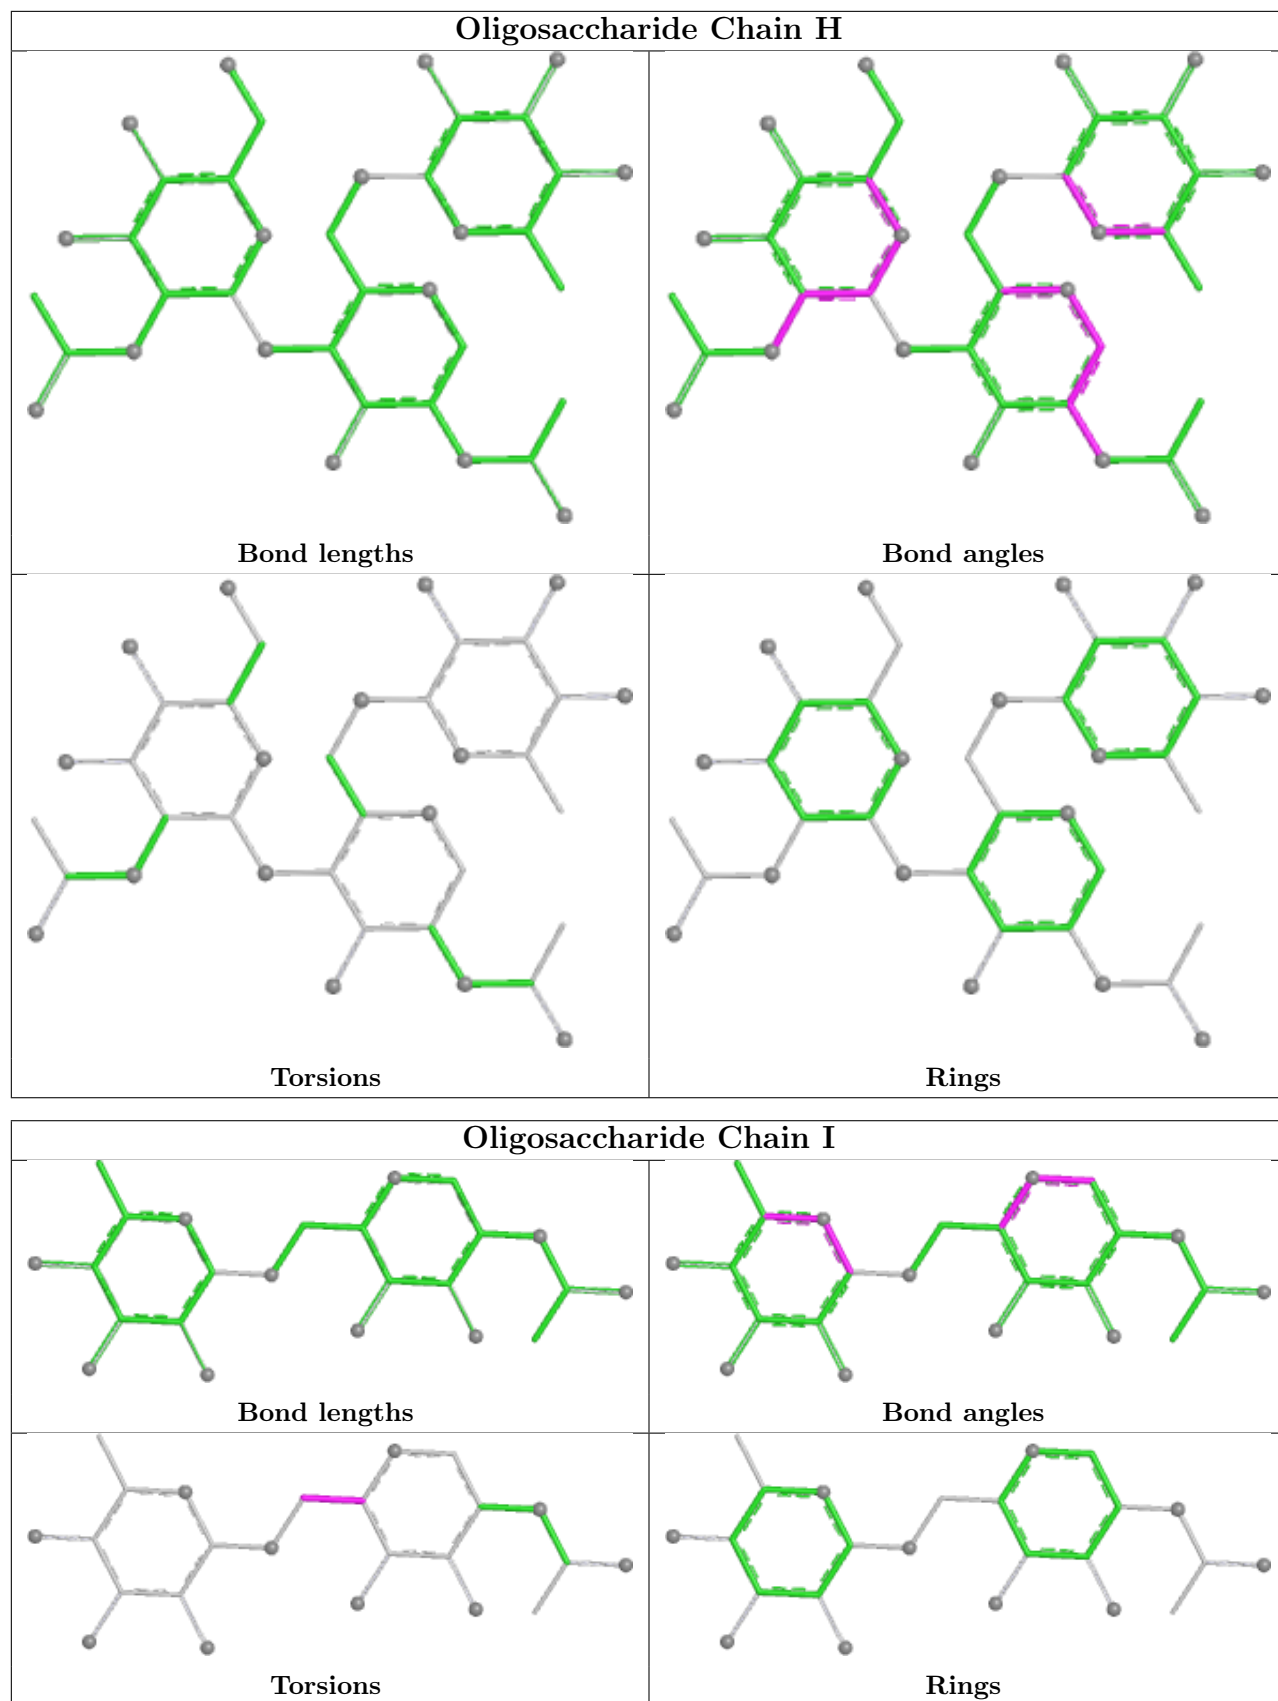 Oligosaccharide Chain H
Bond lengths
Bond angles
Torsions
Rings
Oligosaccharide Chain I
Bond lengths
Bond angles
Torsions
Rings